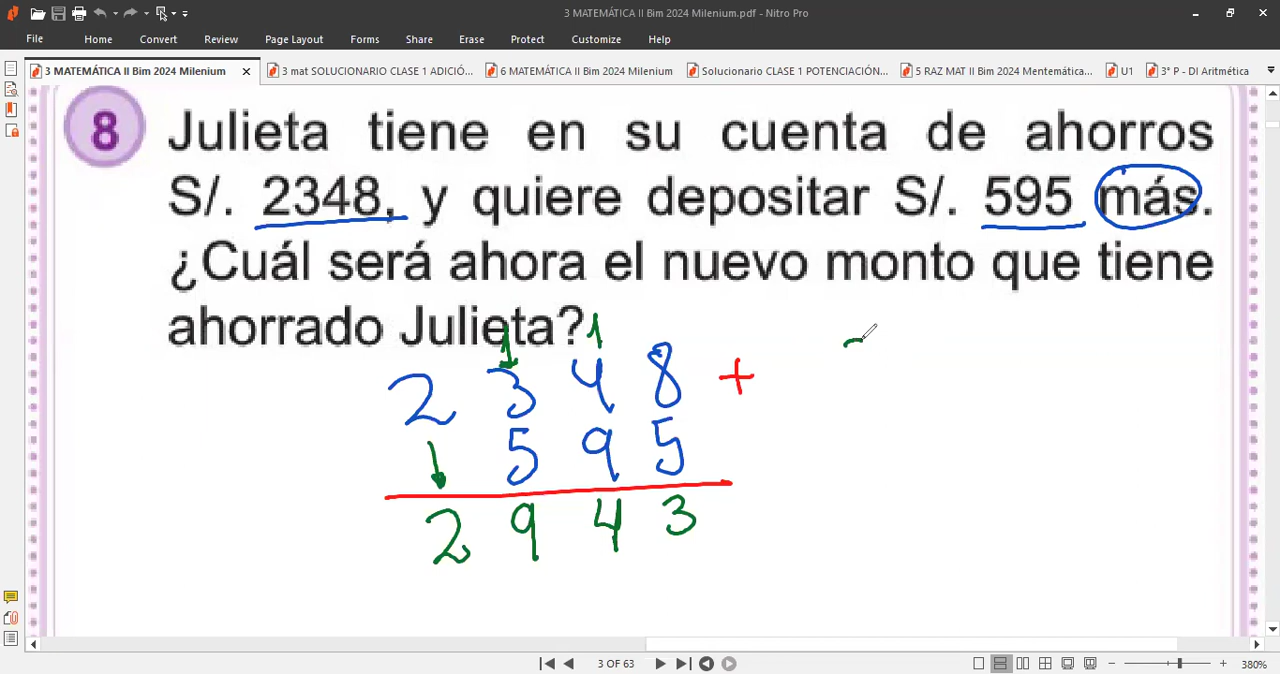 3 MATEMÁTICA II Bim 2024 Milenium.pdf - Nitro Pro
File Home Convert Review Page Layout Forms Share Erase Protect Customize Help
3 MATEMÁTICA II Bim 2024 Milenium 3 mat SOLUCIONARIO CLASE 1 ADICIÓ... 6 MATEMÁTICA II Bim 2024 Milenium Solucionario CLASE 1 POTENCIACIÓN... 5 RAZ MAT II Bim 2024 Mentemática... U1 3° P - DI Aritmética
8 Julieta tiene en su cuenta de ahorros
S/. 2348, y quiere depositar S/. 595 más.
¿Cuál será ahora el nuevo monto que tiene
ahorrado Julieta?
1 1
2 3 4 8 +
5 9 5
2 9 4 3
3 OF 63 380%